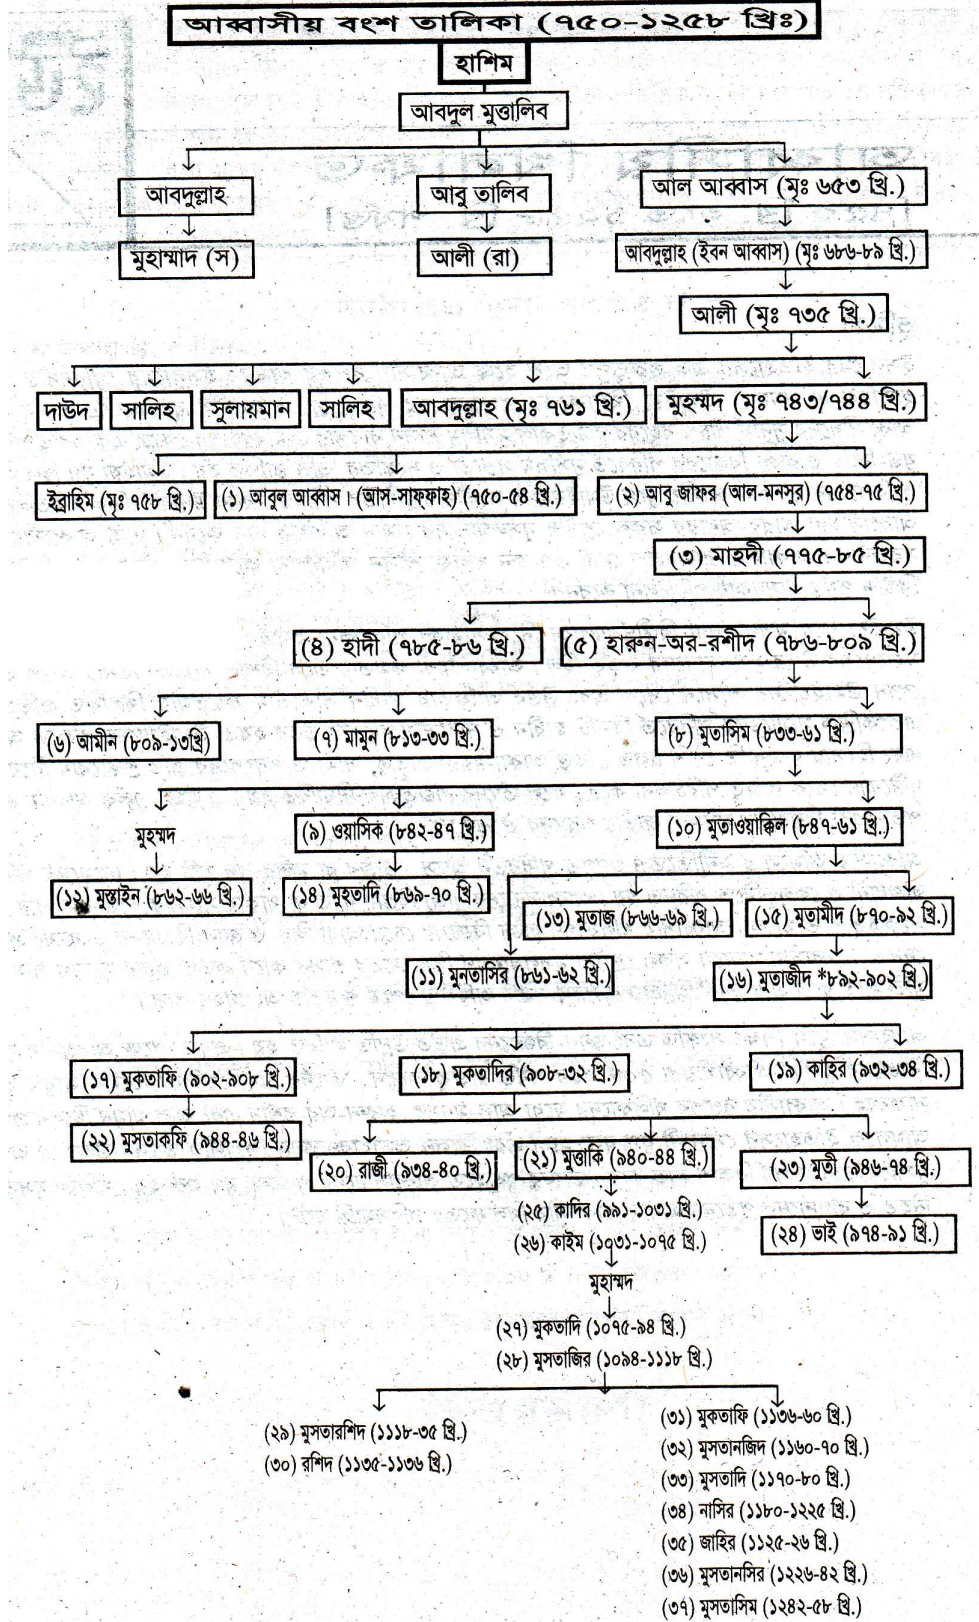 আব্বাসীয় বংশ তালিকা (৭৫০-১২৫৮ খ্রিঃ)
হাশিম
আবদুল মুত্তালিব
আবদুল্লাহ
আবু তালিব
আল আব্বাস (মৃঃ ৬৫৩ খ্রি.)
মুহাম্মাদ (স)
আলী (রা)
আবদুল্লাহ (ইবন আব্বাস) (মৃঃ ৬৮৬-৮৯ খ্রি.)
আলী (মৃঃ ৭৩৫ খ্রি.)
দাউদ
সালিহ
সুলায়মান
সালিহ
আবদুল্লাহ (মৃঃ ৭৬১ খ্রি.)
মুহম্মদ (মৃঃ ৭৪৩/৭৪৪ খ্রি.)
ইব্রাহিম (মৃঃ ৭৫৮ খ্রি.)
(১) আবুল আব্বাস। (আস-সাফ্ফাহ) (৭৫০-৫৪ খ্রি.)
(২) আবু জাফর (আল-মনসুর) (৭৫৪-৭৫ খ্রি.)
(৩) মাহদী (৭৭৫-৮৫ খ্রি.)
(৪) হাদী (৭৮৫-৮৬ খ্রি.)
(৫) হারুন-অর-রশীদ (৭৮৬-৮০৯ খ্রি.)
(৬) আমীন (৮০৯-১৩খ্রি)
(৭) মামুন (৮১৩-৩৩ খ্রি.)
(৮) মুতাসিম (৮৩৩-৬১ খ্রি.)
মুহম্মদ
(৯) ওয়াসিক (৮৪২-৪৭ খ্রি.)
(১০) মুতাওয়াক্কিল (৮৪৭-৬১ খ্রি.)
(১২) মুস্তাইন (৮৬২-৬৬ খ্রি.)
(১৪) মুহতাদি (৮৬৯-৭০ খ্রি.)
(১৩) মুতাজ (৮৬৬-৬৯ খ্রি.)
(১৫) মুতামীদ (৮৭০-৯২ খ্রি.)
(১১) মুনতাসির (৮৬১-৬২ খ্রি.)
(১৬) মুতাজীদ *৮৯২-৯০২ খ্রি.)
(১৭) মুকতাফি (৯০২-৯০৮ খ্রি.)
(১৮) মুকতাদির (৯০৮-৩২ খ্রি.)
(১৯) কাহির (৯৩২-৩৪ খ্রি.)
(২২) মুসতাকফি (৯৪৪-৪৬ খ্রি.)
(২০) রাজী (৯৩৪-৪০ খ্রি.)
(২১) মুত্তাকি (৯৪০-৪৪ খ্রি.)
(২৩) মুতী (৯৪৬-৭৪ খ্রি.)
(২৫) কাদির (৯৯১-১০৩১ খ্রি.)
(২৪) ভাই (৯৭৪-৯১ খ্রি.)
(২৬) কাইম (১০৩১-১০৭৫ খ্রি.)
মুহাম্মদ
(২৭) মুকতাদি (১০৭৫-৯৪ খ্রি.)
(২৮) মুসতাজির (১০৯৪-১১১৮ খ্রি.)
(২৯) মুসতারশিদ (১১১৮-৩৫ খ্রি.)
(৩০) রশিদ (১১৩৫-১১৩৬ খ্রি.)
(৩১) মুকতাফি (১১৩৬-৬০ খ্রি.)
(৩২) মুসতানজিদ (১১৬০-৭০ খ্রি.)
(৩৩) মুসতাদি (১১৭০-৮০ খ্রি.)
(৩৪) নাসির (১১৮০-১২২৫ খ্রি.)
(৩৫) জাহির (১১২৫-২৬ খ্রি.)
(৩৬) মুসতানসির (১২২৬-৪২ খ্রি.)
(৩৭) মুসতাসিম (১২৪২-৫৮ খ্রি.)